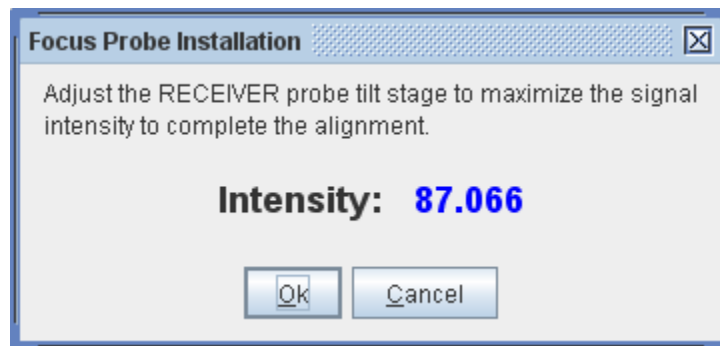 Focus Probe Installation
Adjust the RECEIVER probe tilt stage to maximize the signal
intensity to complete the alignment.
Intensity: 87.066
Ok Cancel